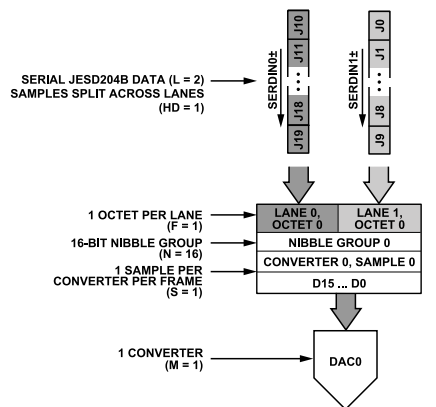 SERIAL JESD204B DATA (L = 2)
SAMPLES SPLIT ACROSS LANES
(HD = 1)
SERDIN0±
J10
J11
J18
J19
SERDIN1±
J0
J1
J8
J9
1 OCTET PER LANE
(F = 1)
LANE 0,
OCTET 0
LANE 1,
OCTET 0
16-BIT NIBBLE GROUP
(N = 16)
NIBBLE GROUP 0
1 SAMPLE PER
CONVERTER PER FRAME
(S = 1)
CONVERTER 0, SAMPLE 0
D15 ... D0
1 CONVERTER
(M = 1)
DAC0